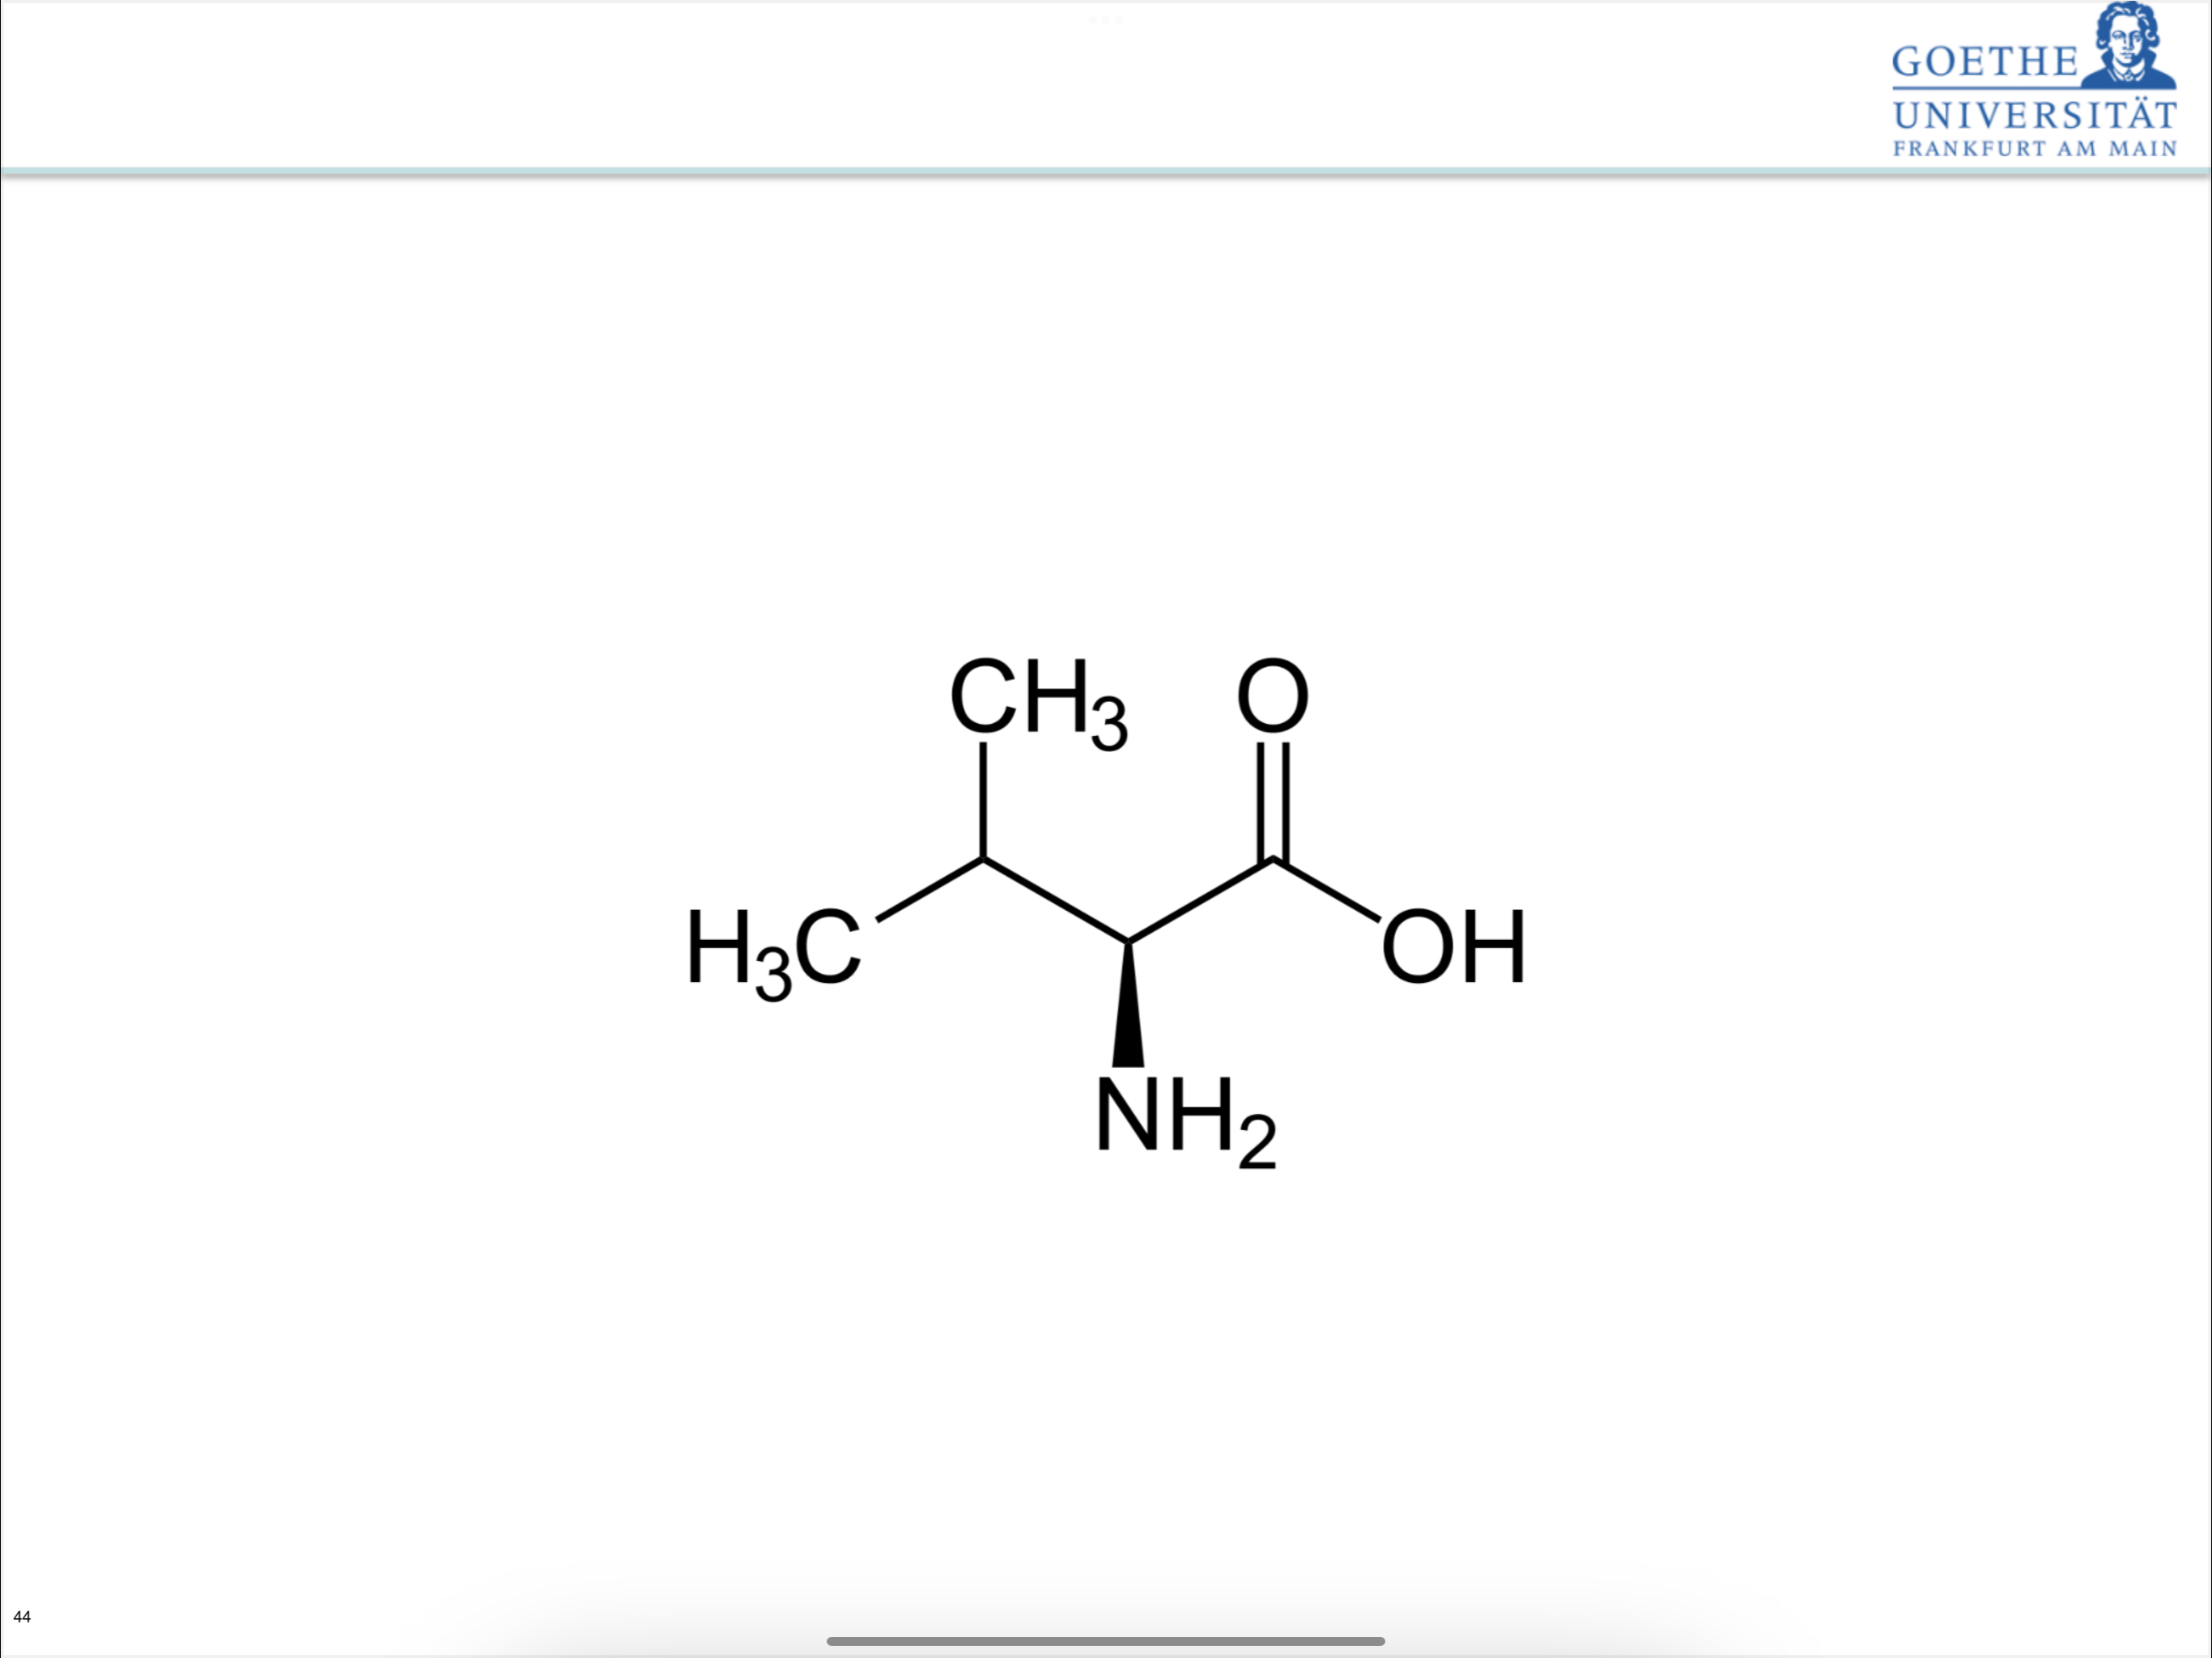 GOETHE
UNIVERSITÄT
FRANKFURT AM MAIN
CH3 O
H3C OH
NH2
44